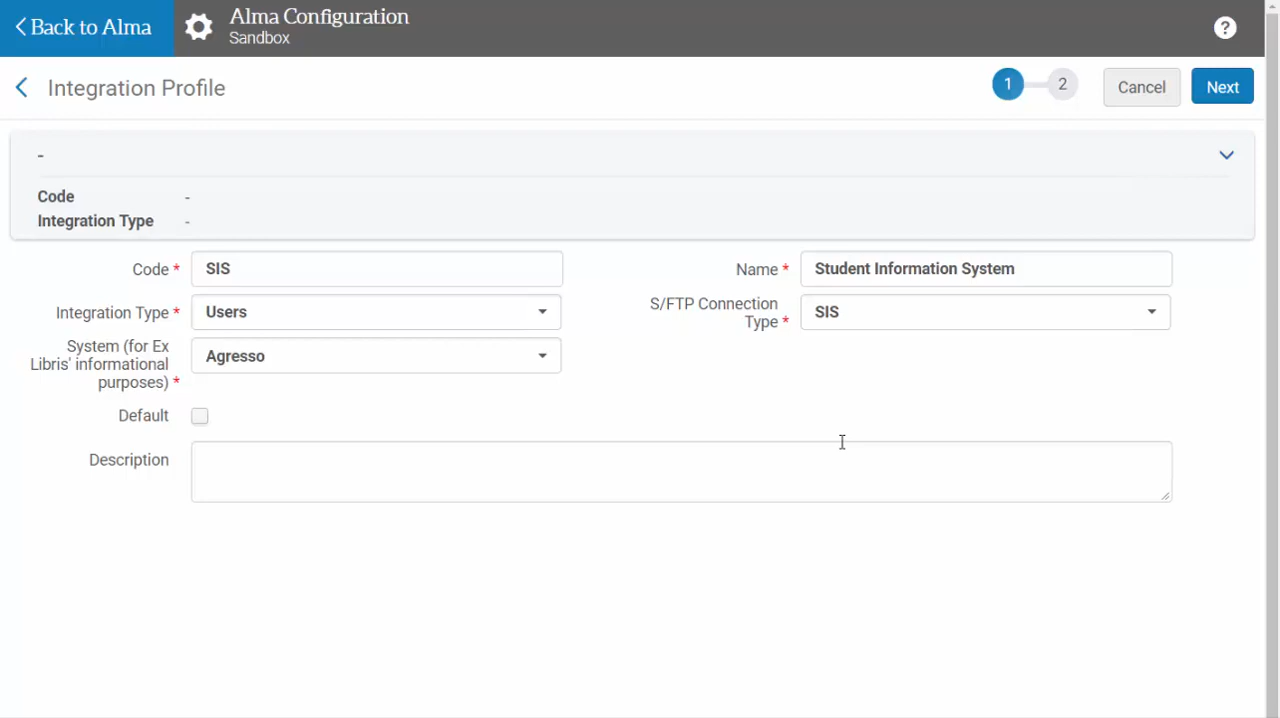 Back to Alma
Alma Configuration
Sandbox
?
Integration Profile
1
2
Cancel
Next
-
Code -
Integration Type -
Code * SIS
Name * Student Information System
Integration Type * Users
S/FTP Connection
Type * SIS
System (for Ex
Libris' informational
purposes) * Agresso
Default
Description